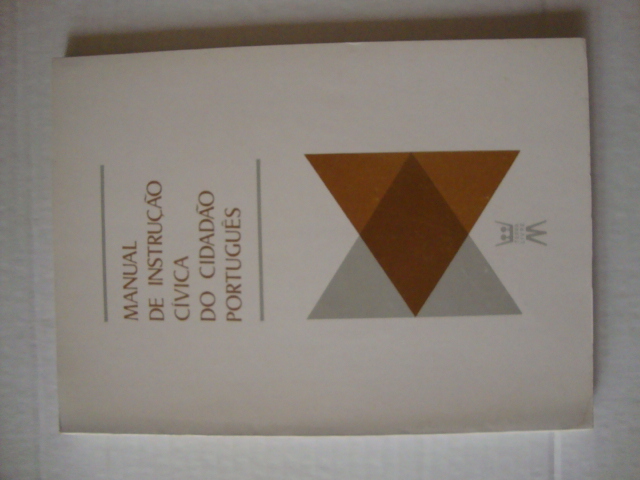 MANUAL
DE INSTRUÇÃO
CÍVICA
DO CIDADÃO
PORTUGUÊS